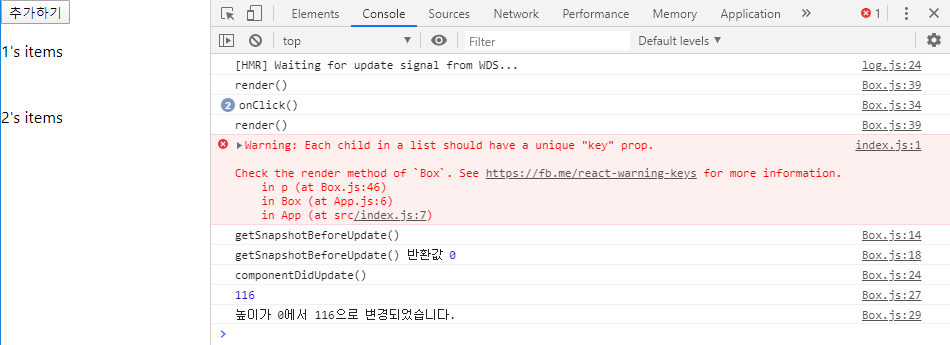 추가하기
1's items
2's items
Elements Console Sources Network Performance Memory Application 1
top Filter Default levels
[HMR] Waiting for update signal from WDS... log.js:24
render() Box.js:39
2 onClick() Box.js:34
render() Box.js:39
Warning: Each child in a list should have a unique "key" prop. index.js:1
Check the render method of `Box`. See https://fb.me/react-warning-keys for more information.
in p (at Box.js:46)
in Box (at App.js:6)
in App (at src/index.js:7)
getSnapshotBeforeUpdate() Box.js:14
getSnapshotBeforeUpdate() 반환값 0 Box.js:18
componentDidUpdate() Box.js:24
116 Box.js:27
높이가 0에서 116으로 변경되었습니다. Box.js:29